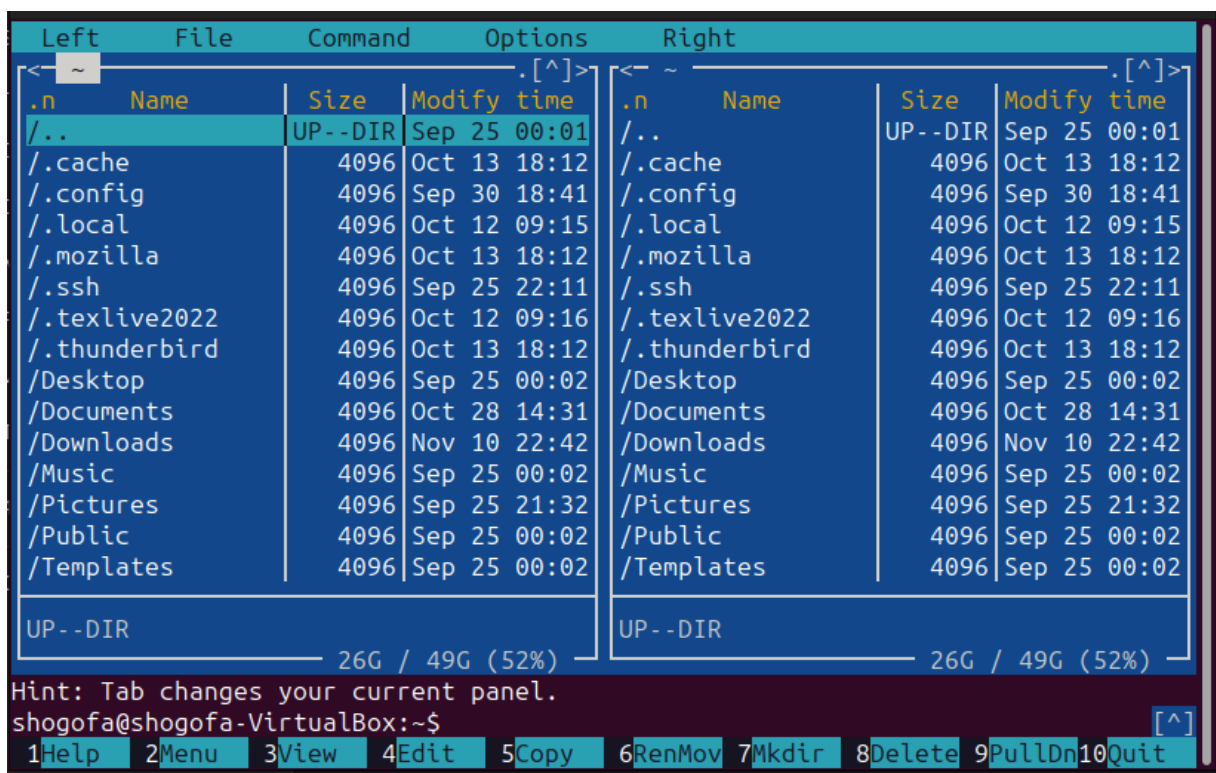 Left File Command Options Right
<─ ~ .[^]> <─ ~ .[^]>
.n Name Size Modify time .n Name Size Modify time
/.. UP--DIR Sep 25 00:01 /.. UP--DIR Sep 25 00:01
/.cache 4096 Oct 13 18:12 /.cache 4096 Oct 13 18:12
/.config 4096 Sep 30 18:41 /.config 4096 Sep 30 18:41
/.local 4096 Oct 12 09:15 /.local 4096 Oct 12 09:15
/.mozilla 4096 Oct 13 18:12 /.mozilla 4096 Oct 13 18:12
/.ssh 4096 Sep 25 22:11 /.ssh 4096 Sep 25 22:11
/.texlive2022 4096 Oct 12 09:16 /.texlive2022 4096 Oct 12 09:16
/.thunderbird 4096 Oct 13 18:12 /.thunderbird 4096 Oct 13 18:12
/Desktop 4096 Sep 25 00:02 /Desktop 4096 Sep 25 00:02
/Documents 4096 Oct 28 14:31 /Documents 4096 Oct 28 14:31
/Downloads 4096 Nov 10 22:42 /Downloads 4096 Nov 10 22:42
/Music 4096 Sep 25 00:02 /Music 4096 Sep 25 00:02
/Pictures 4096 Sep 25 21:32 /Pictures 4096 Sep 25 21:32
/Public 4096 Sep 25 00:02 /Public 4096 Sep 25 00:02
/Templates 4096 Sep 25 00:02 /Templates 4096 Sep 25 00:02
UP--DIR UP--DIR
26G / 49G (52%) 26G / 49G (52%)
Hint: Tab changes your current panel.
shogofa@shogofa-VirtualBox:~$ [^]
1Help 2Menu 3View 4Edit 5Copy 6RenMov 7Mkdir 8Delete 9PullDn 10Quit